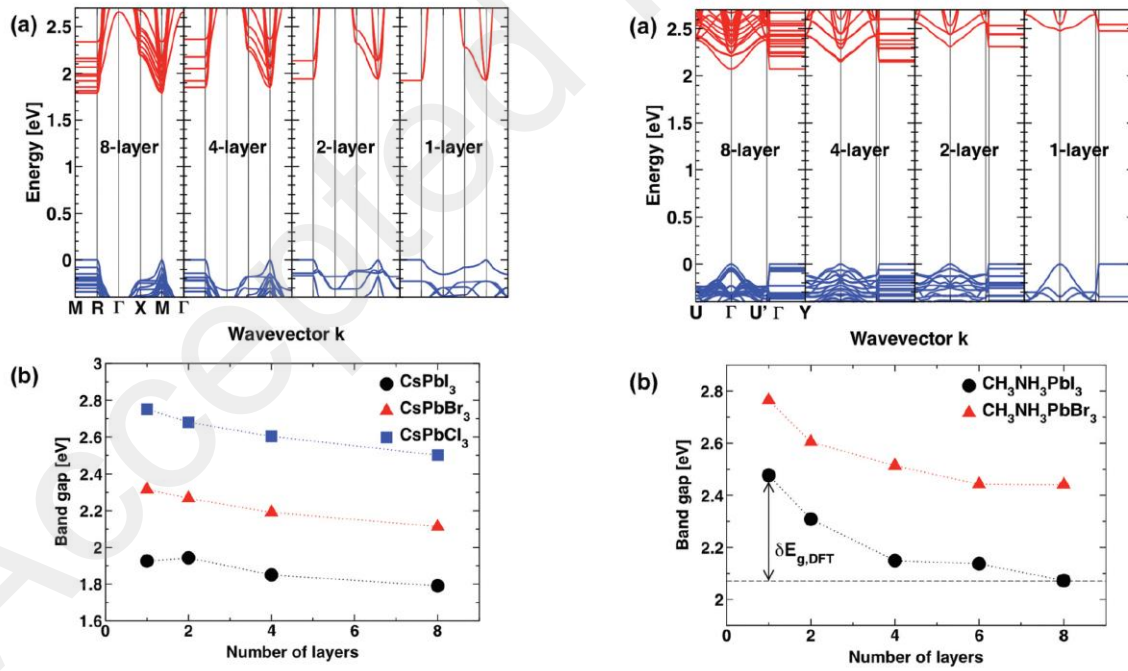 (a)
2.5
2
1.5
1
0.5
0
Energy [eV]
8-layer 4-layer 2-layer 1-layer
M R Γ X M Γ
Wavevector k
(b)
3
2.8
2.6
2.4
2.2
2
1.8
1.6
Band gap [eV]
CsPbI3
CsPbBr3
CsPbCl3
0 2 4 6 8
Number of layers
(a)
2.5
2
1.5
1
0.5
0
Energy [eV]
8-layer 4-layer 2-layer 1-layer
U Γ U' Γ Y
Wavevector k
(b)
2.8
2.6
2.4
2.2
2
Band gap [eV]
CH3NH3PbI3
CH3NH3PbBr3
δEg,DFT
0 2 4 6 8
Number of layers
Accepted